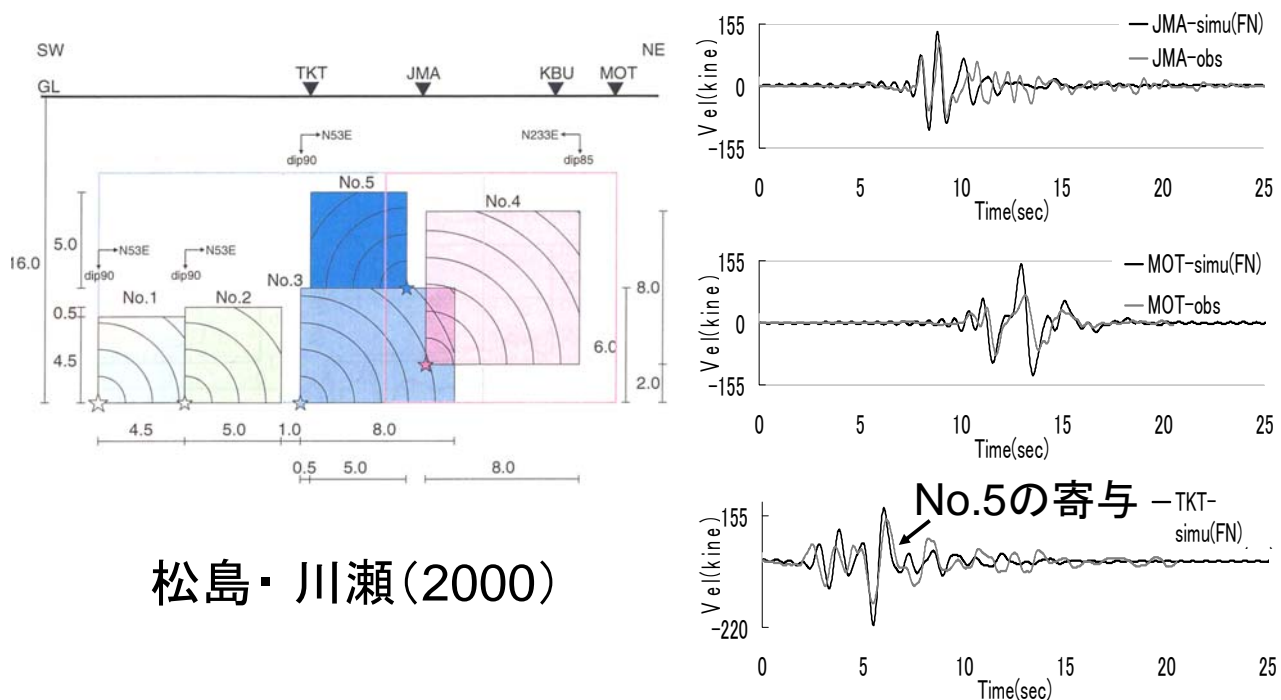 SW
NE
GL
TKT
JMA
KBU
MOT
N53E
dip90
N233E
dip85
No.5
No.4
5.0
16.0
N53E
dip90
N53E
dip90
No.3
No.1
No.2
0.5
4.5
8.0
6.0
2.0
4.5
5.0
1.0
8.0
0.5
5.0
8.0
松島・川瀬(2000)
155
0
-155
Vel(kine)
JMA-simu(FN)
JMA-obs
0 5 10 15 20 25
Time(sec)
155
0
-155
Vel(kine)
MOT-simu(FN)
MOT-obs
0 5 10 15 20 25
Time(sec)
No.5の寄与
155
-220
Vel(kine)
TKT-
simu(FN)
0 5 10 15 20 25
Time(sec)